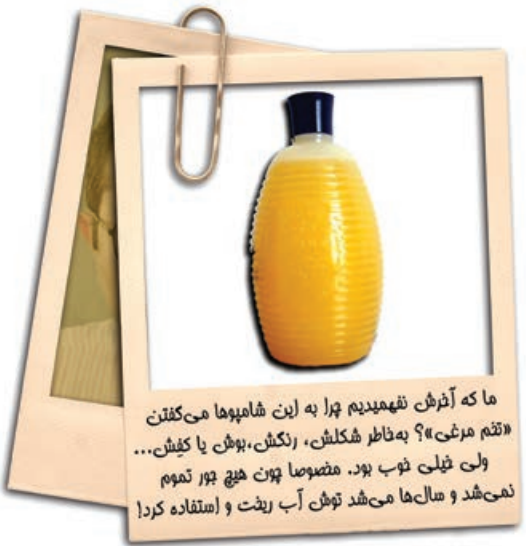 ما که آخرش نفهمیدیم چرا به این شامپوها می‌گفتن
«تخم مرغی»؟ به‌خاطر شکلش، رنگش، بوش یا کفِش...
ولی خیلی خوب بود. مخصوصا چون هیچ جور تموم
نمی‌شد و سال‌ها می‌شد توش آب ریخت و استفاده کرد!